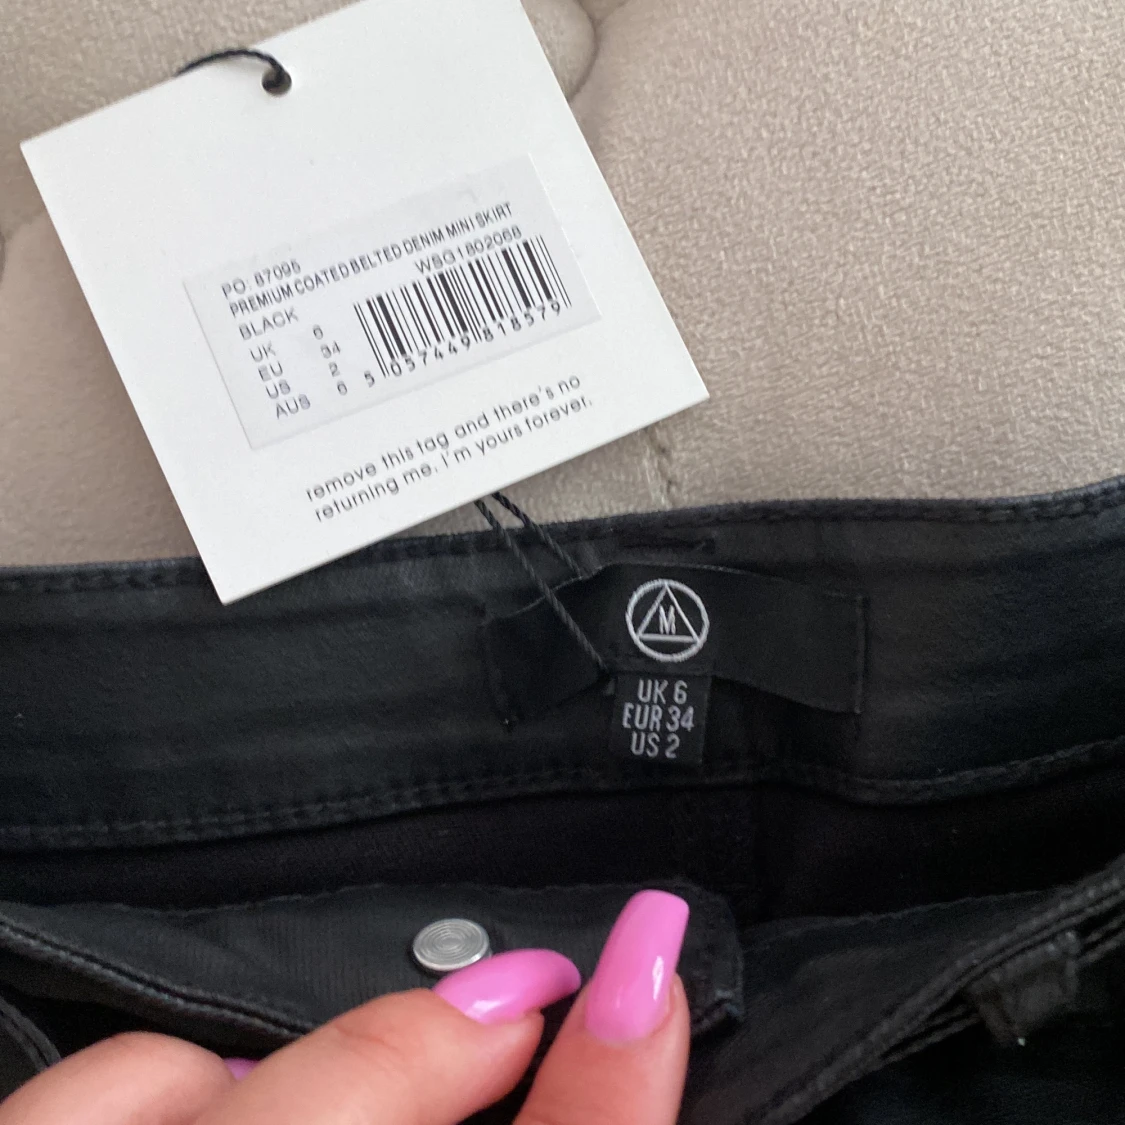 PO: 87095
PREMIUM COATED BELTED DENIM MINI SKIRT
BLACK WSG1802068
UK 6
EU 34
US 2
AUS 6
5 057449 818579
remove this tag and there's no
returning me. I'm yours forever.
M
UK 6
EUR 34
US 2